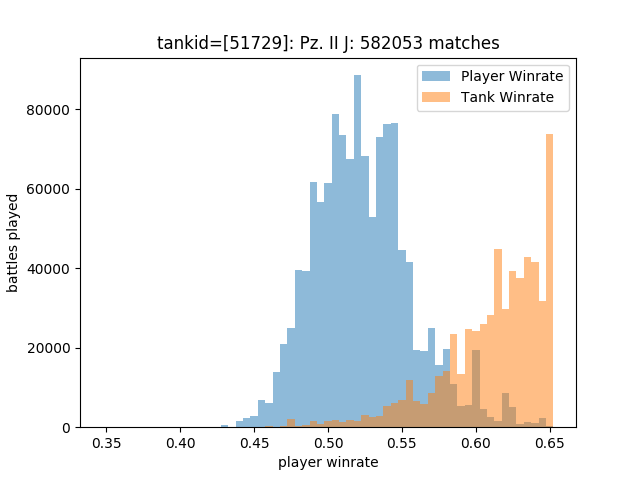 tankid=[51729]: Pz. II J: 582053 matches
Player Winrate
Tank Winrate
battles played
80000
60000
40000
20000
0
0.35 0.40 0.45 0.50 0.55 0.60 0.65
player winrate